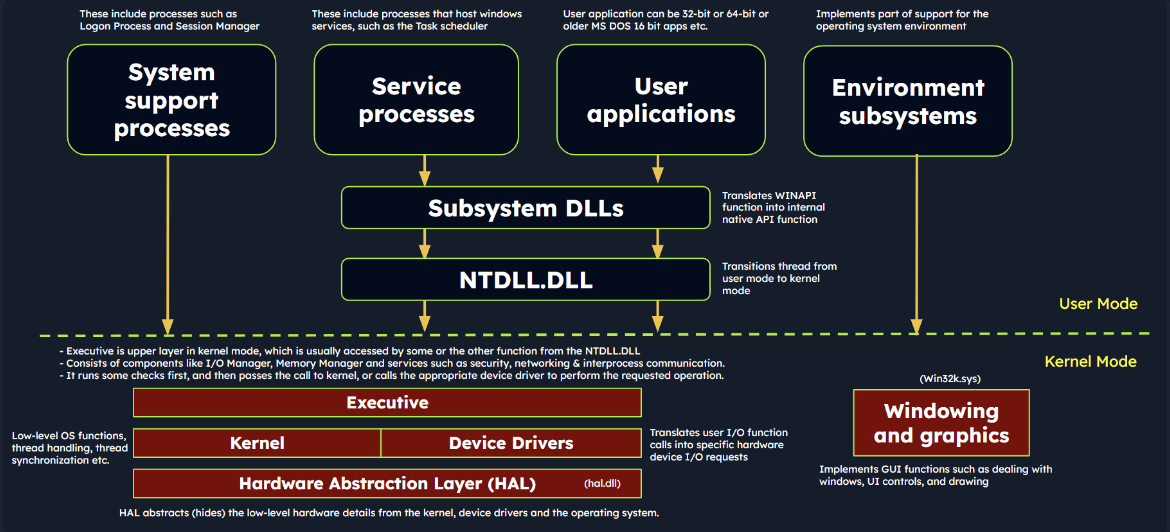 These include processes such as
Logon Process and Session Manager
These include processes that host windows
services, such as the Task scheduler
User application can be 32-bit or 64-bit or
older MS DOS 16 bit apps etc.
Implements part of support for the
operating system environment
System
support
processes
Service
processes
User
applications
Environment
subsystems
Subsystem DLLs
Translates WINAPI
function into internal
native API function
NTDLL.DLL
Transitions thread from
user mode to kernel
mode
User Mode
Kernel Mode
- Executive is upper layer in kernel mode, which is usually accessed by some or the other function from the NTDLL.DLL
- Consists of components like I/O Manager, Memory Manager and services such as security, networking & interprocess communication.
- It runs some checks first, and then passes the call to kernel, or calls the appropriate device driver to perform the requested operation.
Executive
Low-level OS functions,
thread handling, thread
synchronization etc.
Kernel
Device Drivers
Translates user I/O function
calls into specific hardware
device I/O requests
Hardware Abstraction Layer (HAL)
(hal.dll)
HAL abstracts (hides) the low-level hardware details from the kernel, device drivers and the operating system.
(Win32k.sys)
Windowing
and graphics
Implements GUI functions such as dealing with
windows, UI controls, and drawing